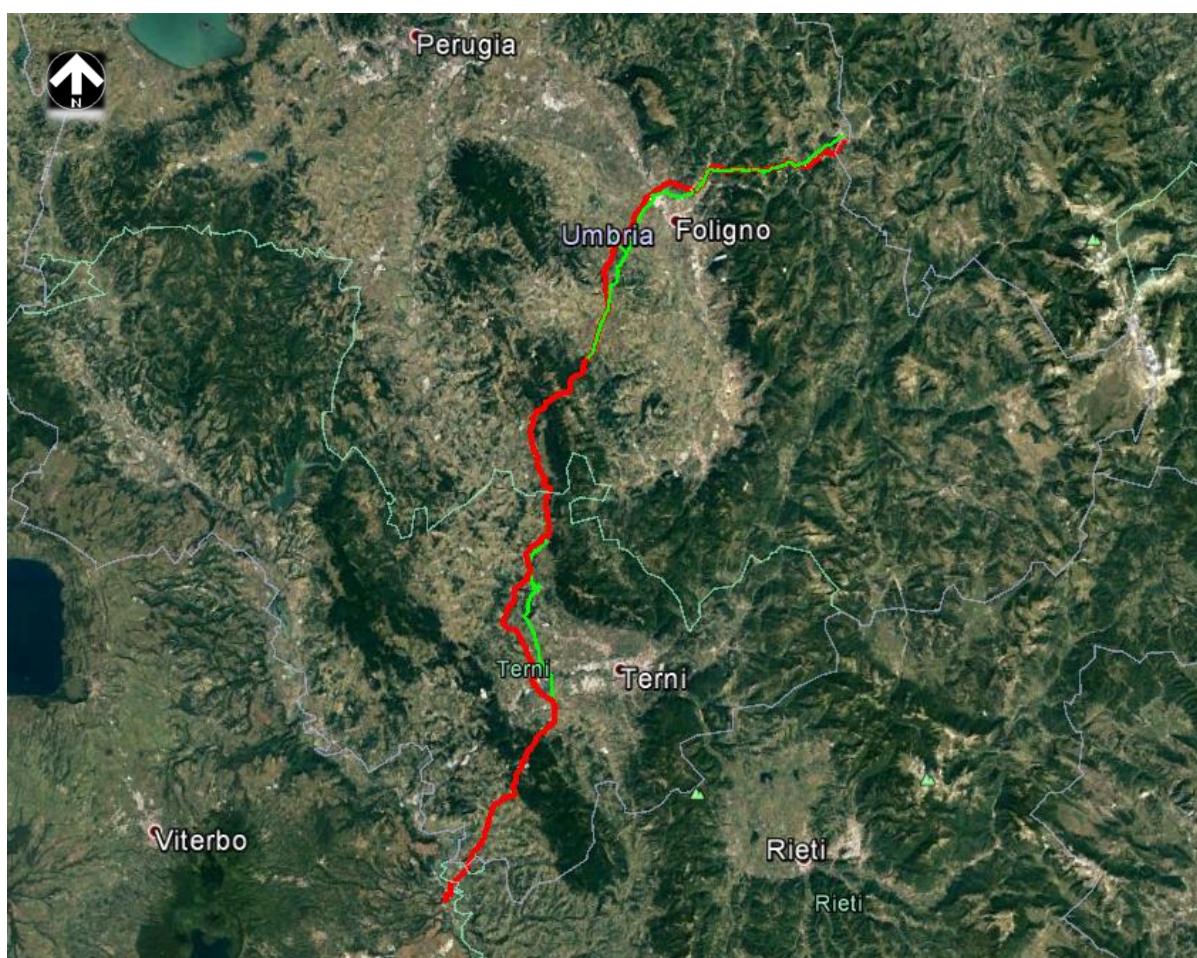 Perugia
N
Umbria
Foligno
Terni
Terni
Viterbo
Rieti
Rieti